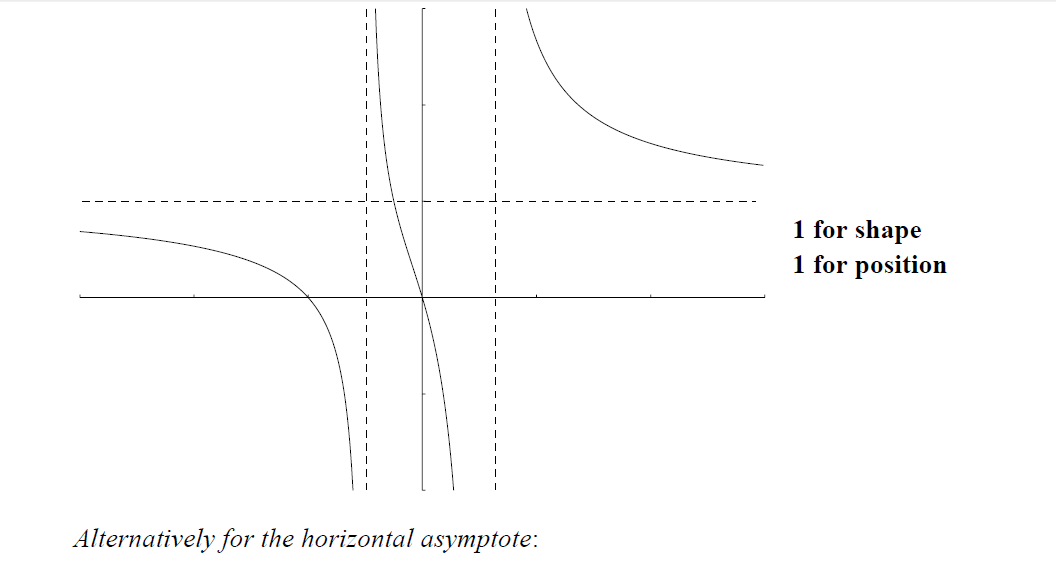 1 for shape
1 for position
Alternatively for the horizontal asymptote: